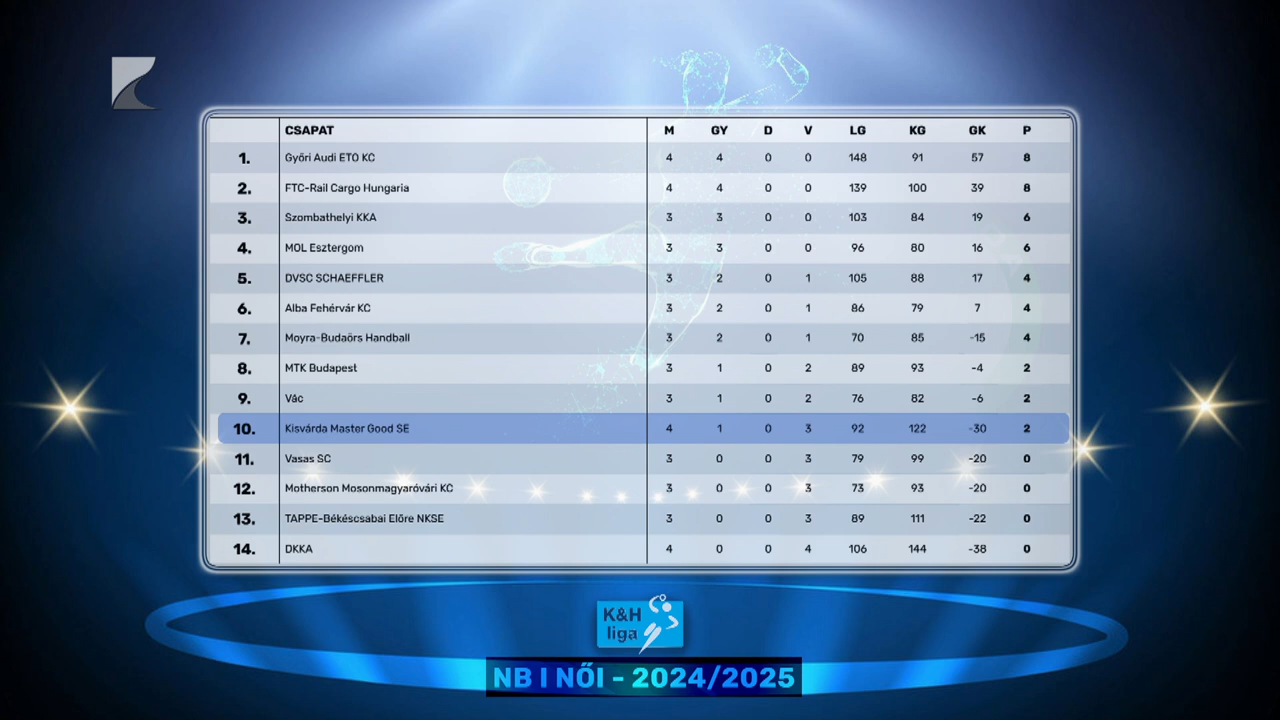 CSAPAT M GY D V LG KG GK P
1. Győri Audi ETO KC 4 4 0 0 148 91 57 8
2. FTC-Rail Cargo Hungaria 4 4 0 0 139 100 39 8
3. Szombathelyi KKA 3 3 0 0 103 84 19 6
4. MOL Esztergom 3 3 0 0 96 80 16 6
5. DVSC SCHAEFFLER 3 2 0 1 105 88 17 4
6. Alba Fehérvár KC 3 2 0 1 86 79 7 4
7. Moyra-Budaörs Handball 3 2 0 1 70 85 -15 4
8. MTK Budapest 3 1 0 2 89 93 -4 2
9. Vác 3 1 0 2 76 82 -6 2
10. Kisvárda Master Good SE 4 1 0 3 92 122 -30 2
11. Vasas SC 3 0 0 3 79 99 -20 0
12. Motherson Mosonmagyaróvári KC 3 0 0 3 73 93 -20 0
13. TAPPE-Békéscsabai Előre NKSE 3 0 0 3 89 111 -22 0
14. DKKA 4 0 0 4 106 144 -38 0
K&H
liga
NB I NŐI - 2024/2025